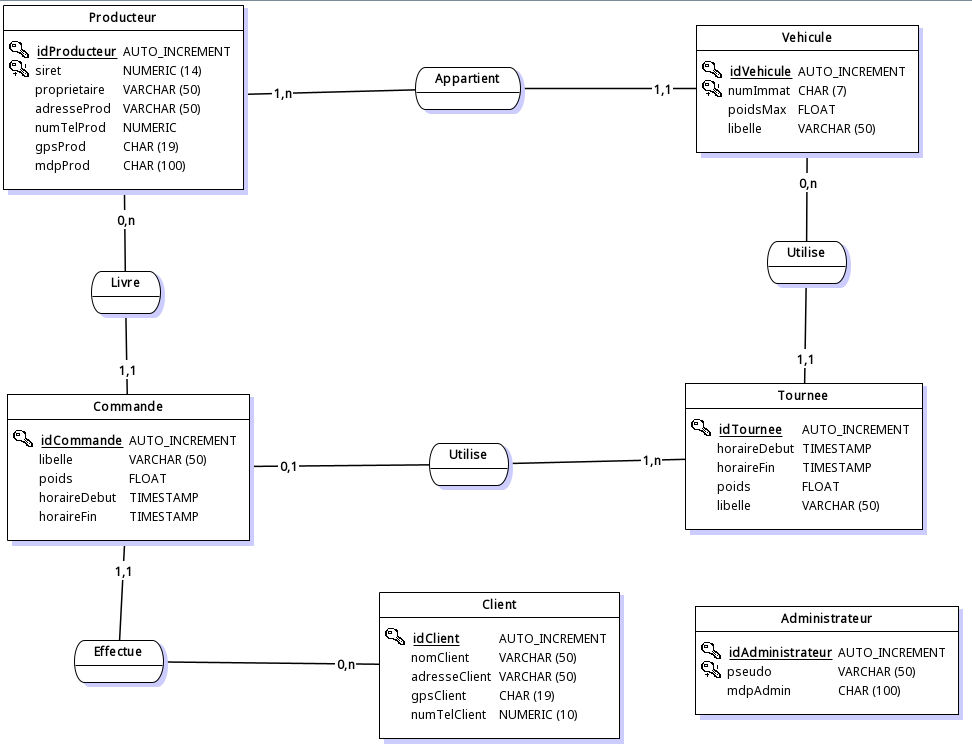 Producteur
idProducteur AUTO_INCREMENT
siret NUMERIC (14)
proprietaire VARCHAR (50)
adresseProd VARCHAR (50)
numTelProd NUMERIC
gpsProd CHAR (19)
mdpProd CHAR (100)
1,n
Appartient
1,1
Vehicule
idVehicule AUTO_INCREMENT
numImmat CHAR (7)
poidsMax FLOAT
libelle VARCHAR (50)
0,n
Livre
1,1
0,n
Utilise
1,1
Commande
idCommande AUTO_INCREMENT
libelle VARCHAR (50)
poids FLOAT
horaireDebut TIMESTAMP
horaireFin TIMESTAMP
0,1
Utilise
1,n
Tournee
idTournee AUTO_INCREMENT
horaireDebut TIMESTAMP
horaireFin TIMESTAMP
poids FLOAT
libelle VARCHAR (50)
1,1
Effectue
0,n
Client
idClient AUTO_INCREMENT
nomClient VARCHAR (50)
adresseClient VARCHAR (50)
gpsClient CHAR (19)
numTelClient NUMERIC (10)
Administrateur
idAdministrateur AUTO_INCREMENT
pseudo VARCHAR (50)
mdpAdmin CHAR (100)